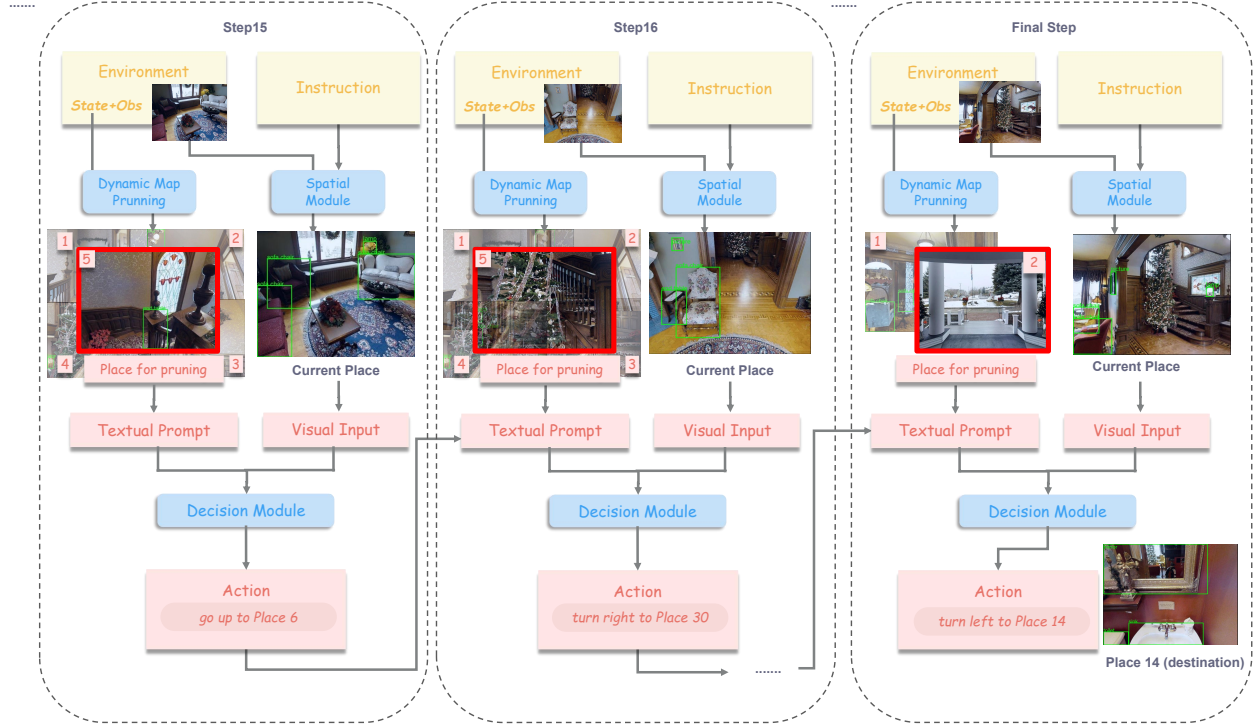 .......
Step15
Environment
State+Obs
Instruction
Dynamic Map
Prunning
Spatial
Module
1
2
5
4
3
Place for pruning
Current Place
Textual Prompt
Visual Input
Decision Module
Action
go up to Place 6
Step16
Environment
State+Obs
Instruction
Dynamic Map
Prunning
Spatial
Module
1
2
5
4
3
Place for pruning
Current Place
Textual Prompt
Visual Input
Decision Module
Action
turn right to Place 30
.......
.......
Final Step
Environment
State+Obs
Instruction
Dynamic Map
Prunning
Spatial
Module
1
2
Place for pruning
Current Place
Textual Prompt
Visual Input
Decision Module
Action
turn left to Place 14
Place 14 (destination)